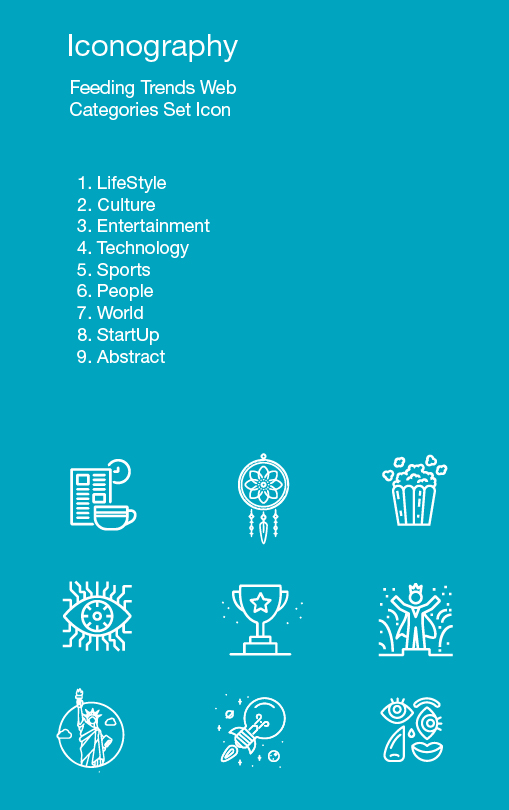 Iconography
Feeding Trends Web
Categories Set Icon
1. LifeStyle
2. Culture
3. Entertainment
4. Technology
5. Sports
6. People
7. World
8. StartUp
9. Abstract